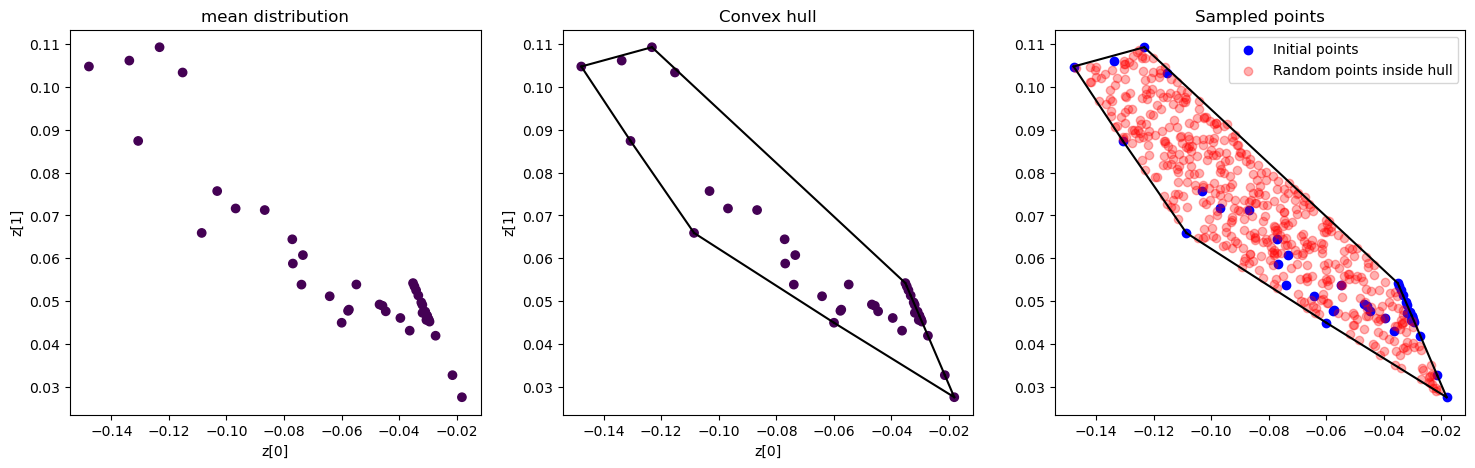 mean distribution
0.11
0.10
0.09
0.08
0.07
0.06
0.05
0.04
0.03
z[1]
−0.14 −0.12 −0.10 −0.08 −0.06 −0.04 −0.02
z[0]
Convex hull
0.11
0.10
0.09
0.08
0.07
0.06
0.05
0.04
0.03
z[1]
−0.14 −0.12 −0.10 −0.08 −0.06 −0.04 −0.02
z[0]
Sampled points
Initial points
Random points inside hull
0.11
0.10
0.09
0.08
0.07
0.06
0.05
0.04
0.03
−0.14 −0.12 −0.10 −0.08 −0.06 −0.04 −0.02